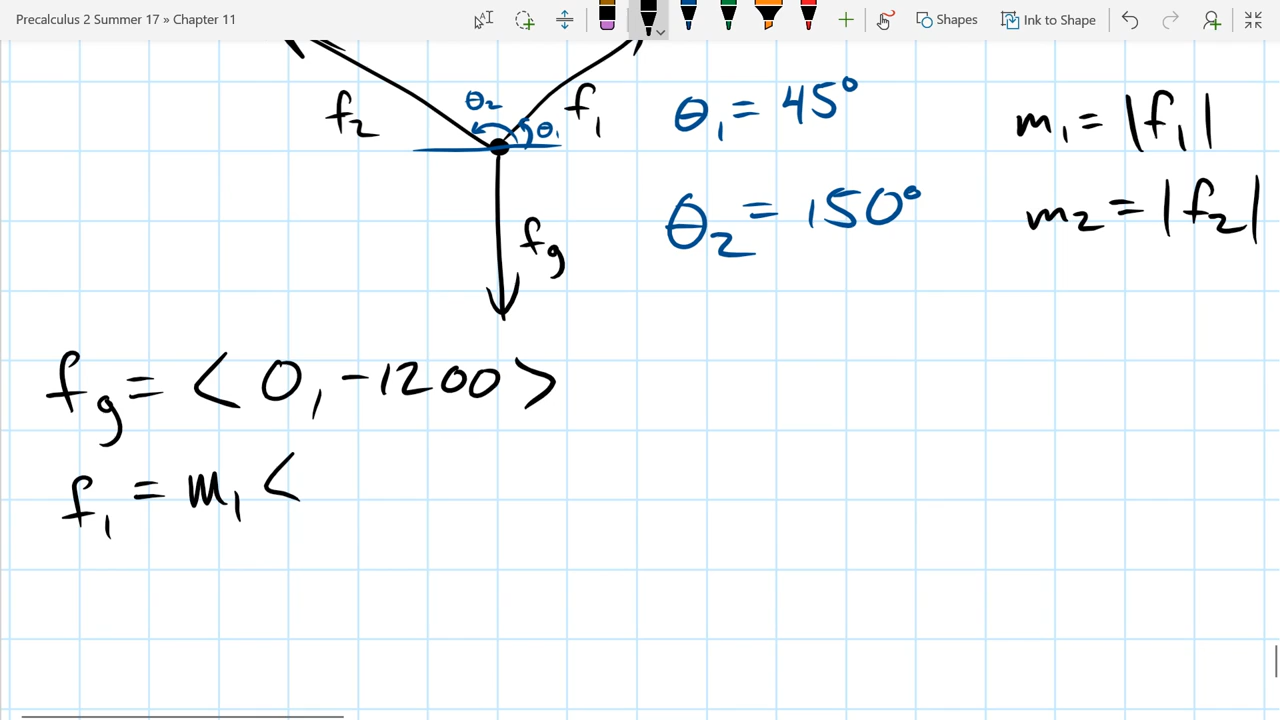 Precalculus 2 Summer 17 » Chapter 11
Shapes
Ink to Shape
θ2
f2
f1
θ1
θ1 = 45°
m1 = |f1|
θ2 = 150°
m2 = |f2|
fg
fg = < 0, -1200 >
f1 = m1 <